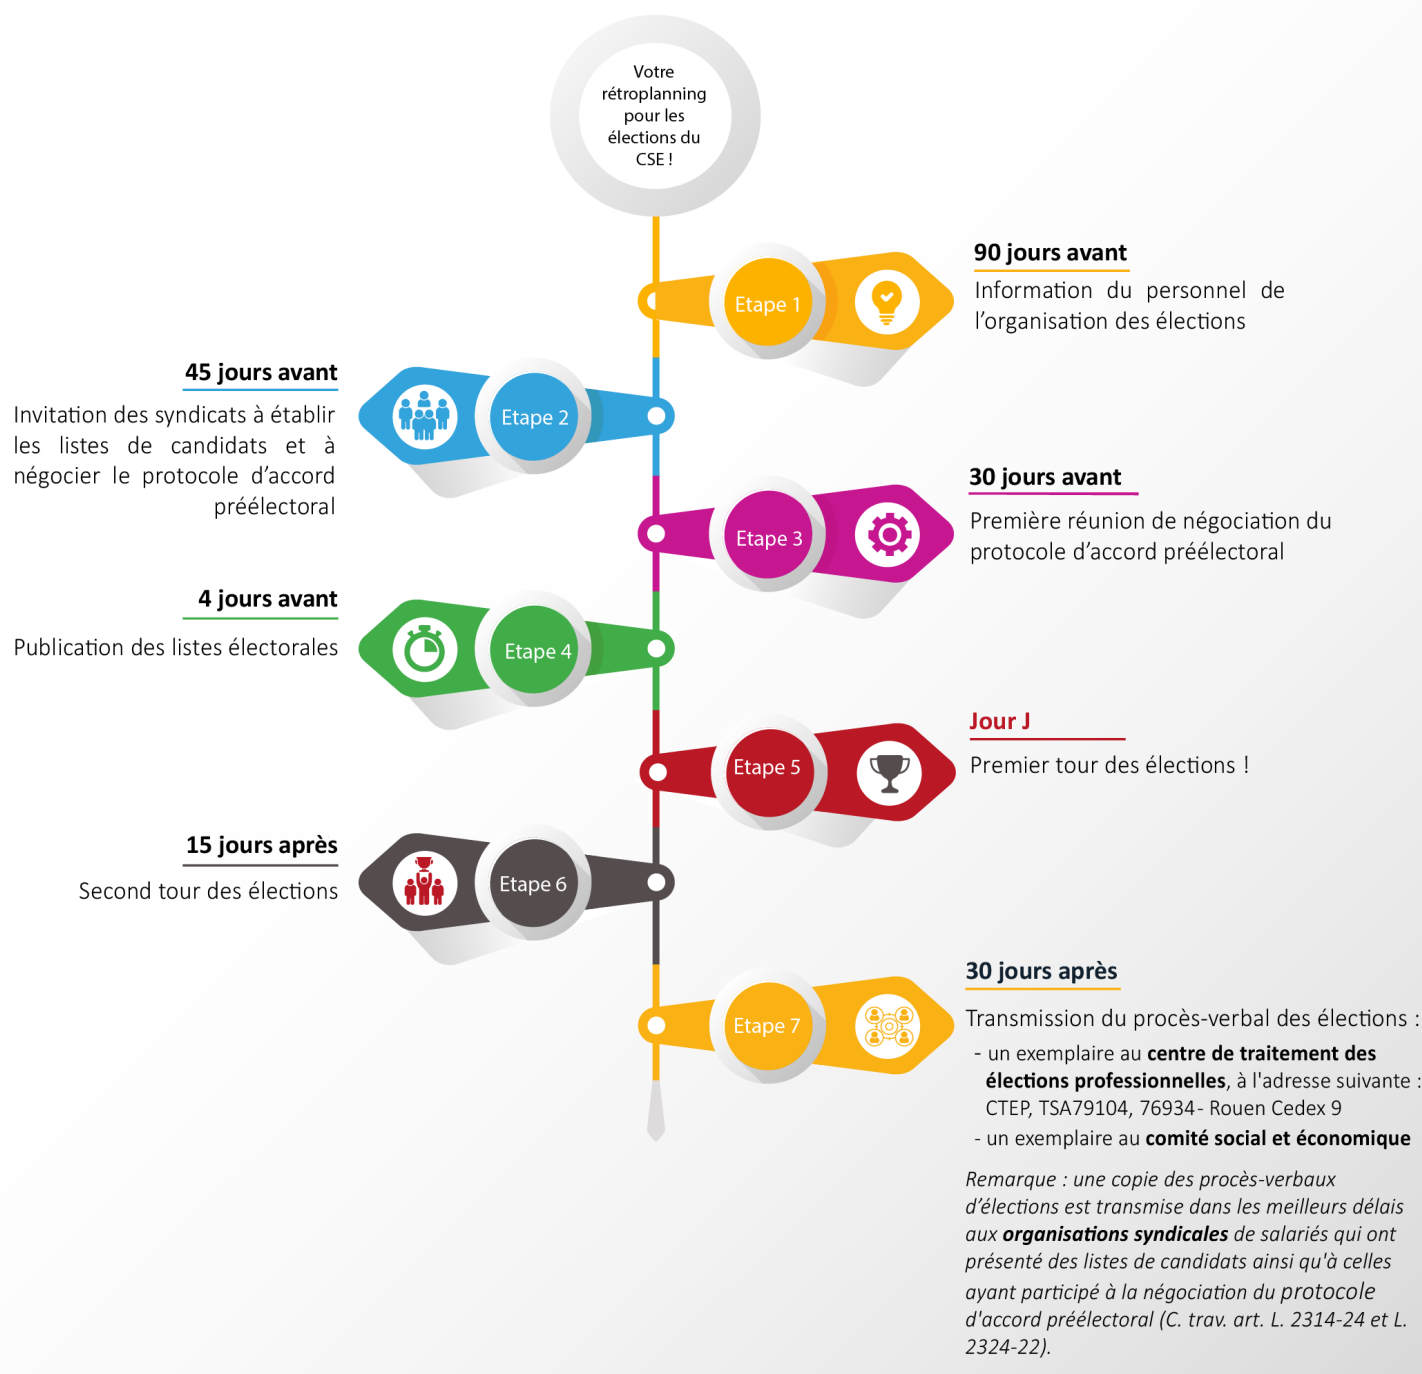 Votre
rétroplanning
pour les
élections du
CSE !
90 jours avant
Etape 1
Information du personnel de
l’organisation des élections
45 jours avant
Etape 2
Invitation des syndicats à établir
les listes de candidats et à
négocier le protocole d’accord
préélectoral
30 jours avant
Etape 3
Première réunion de négociation du
protocole d’accord préélectoral
4 jours avant
Etape 4
Publication des listes électorales
Jour J
Etape 5
Premier tour des élections !
15 jours après
Etape 6
Second tour des élections
30 jours après
Etape 7
Transmission du procès-verbal des élections :
- un exemplaire au centre de traitement des
élections professionnelles, à l'adresse suivante :
CTEP, TSA79104, 76934- Rouen Cedex 9
- un exemplaire au comité social et économique
Remarque : une copie des procès-verbaux
d’élections est transmise dans les meilleurs délais
aux organisations syndicales de salariés qui ont
présenté des listes de candidats ainsi qu'à celles
ayant participé à la négociation du protocole
d'accord préélectoral (C. trav. art. L. 2314-24 et L.
2324-22).